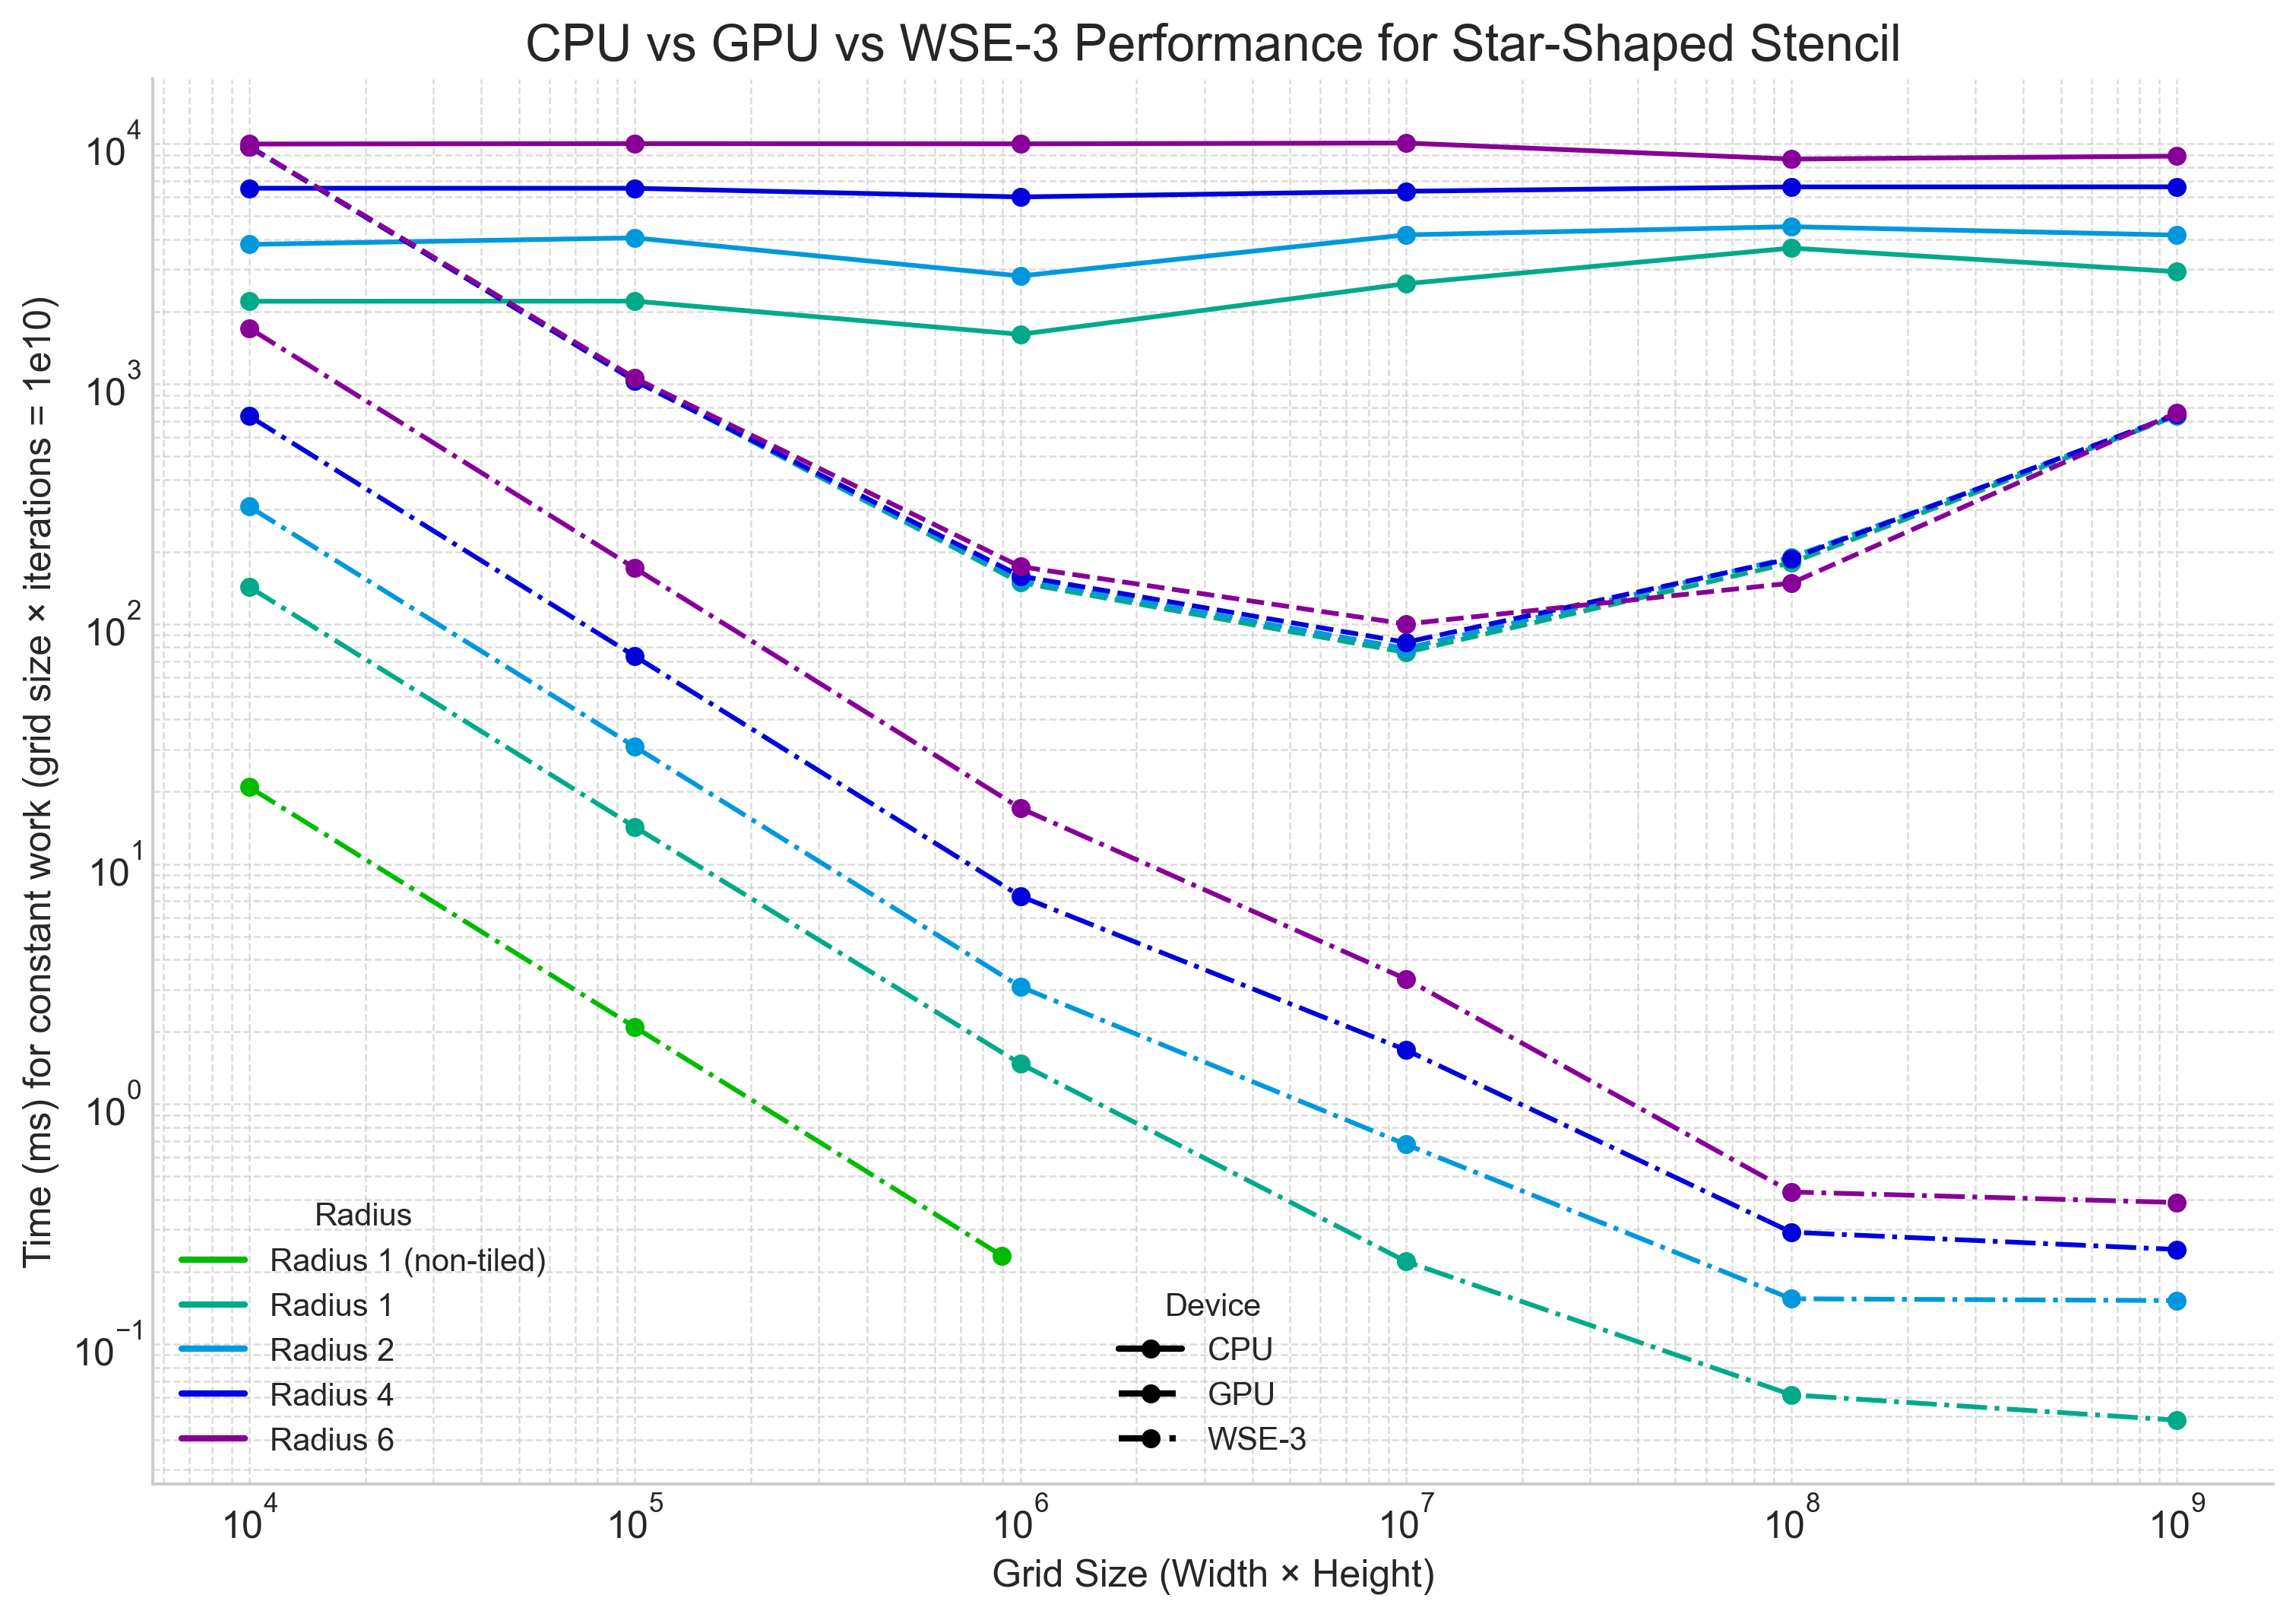 CPU vs GPU vs WSE-3 Performance for Star-Shaped Stencil
Time (ms) for constant work (grid size × iterations = 1e10)
10^4
10^3
10^2
10^1
10^0
10^−1
Radius
Radius 1 (non-tiled)
Radius 1
Radius 2
Radius 4
Radius 6
Device
CPU
GPU
WSE-3
10^4 10^5 10^6 10^7 10^8 10^9
Grid Size (Width × Height)